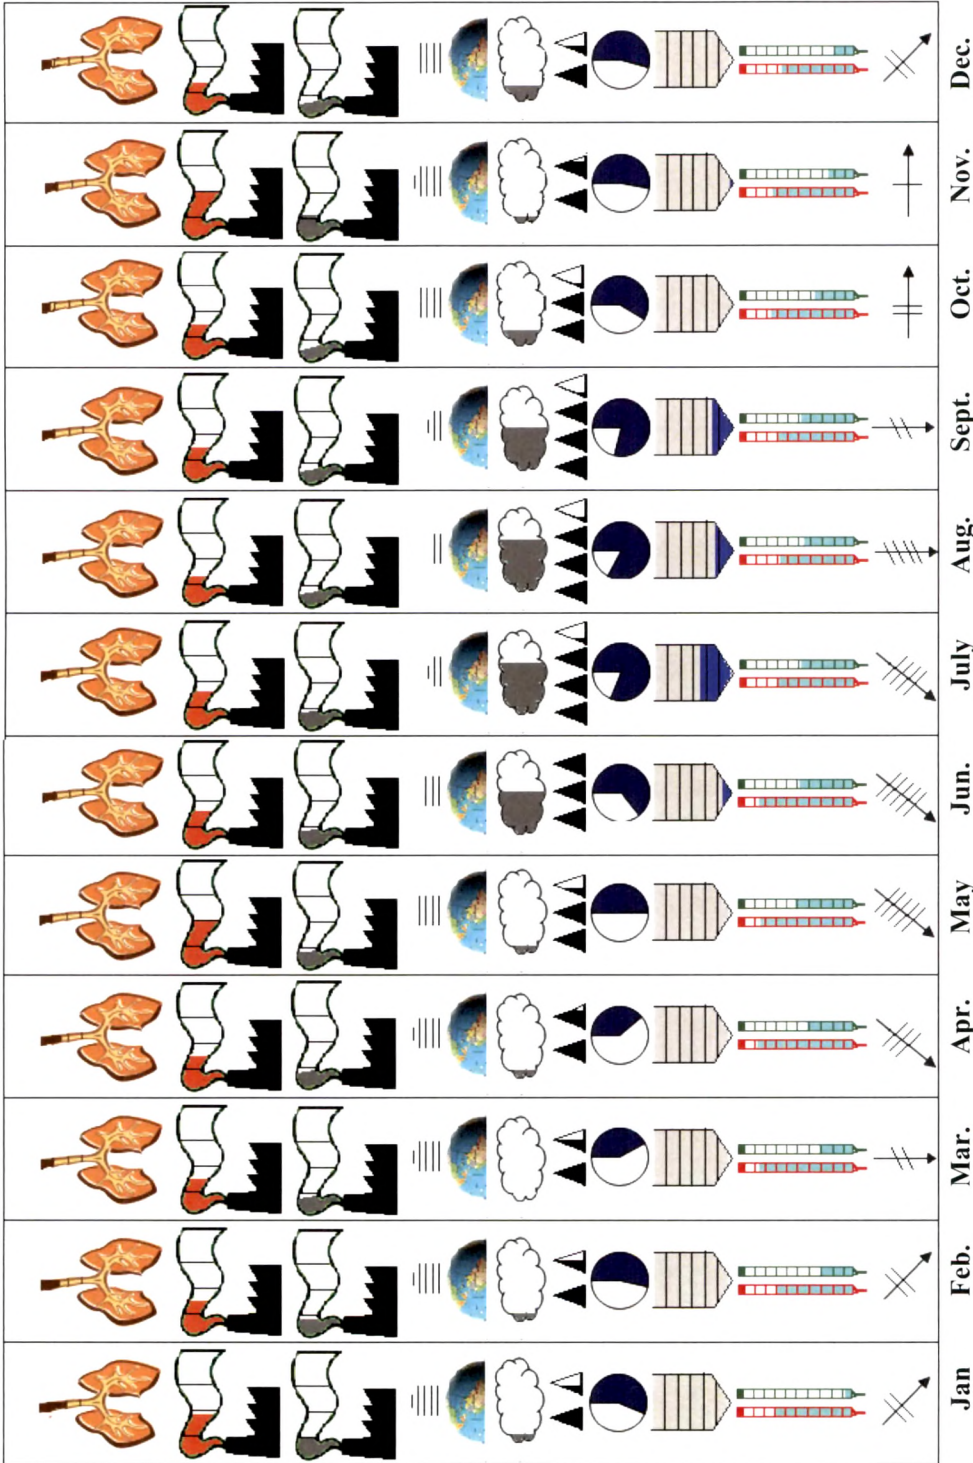 Jan
Feb.
Mar.
Apr.
May
Jun.
July
Aug.
Sept.
Oct.
Nov.
Dec.